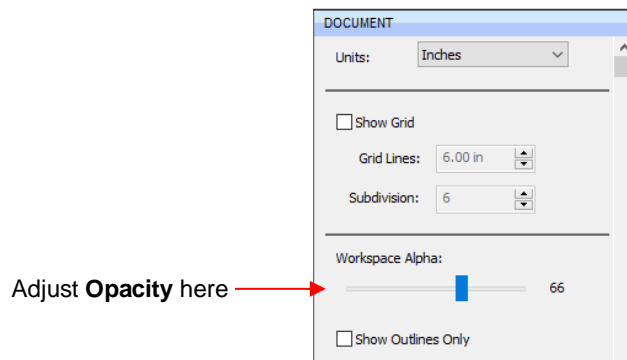 DOCUMENT
Units: Inches
Show Grid
Grid Lines: 6.00 in
Subdivision: 6
Workspace Alpha:
Adjust Opacity here 66
Show Outlines Only